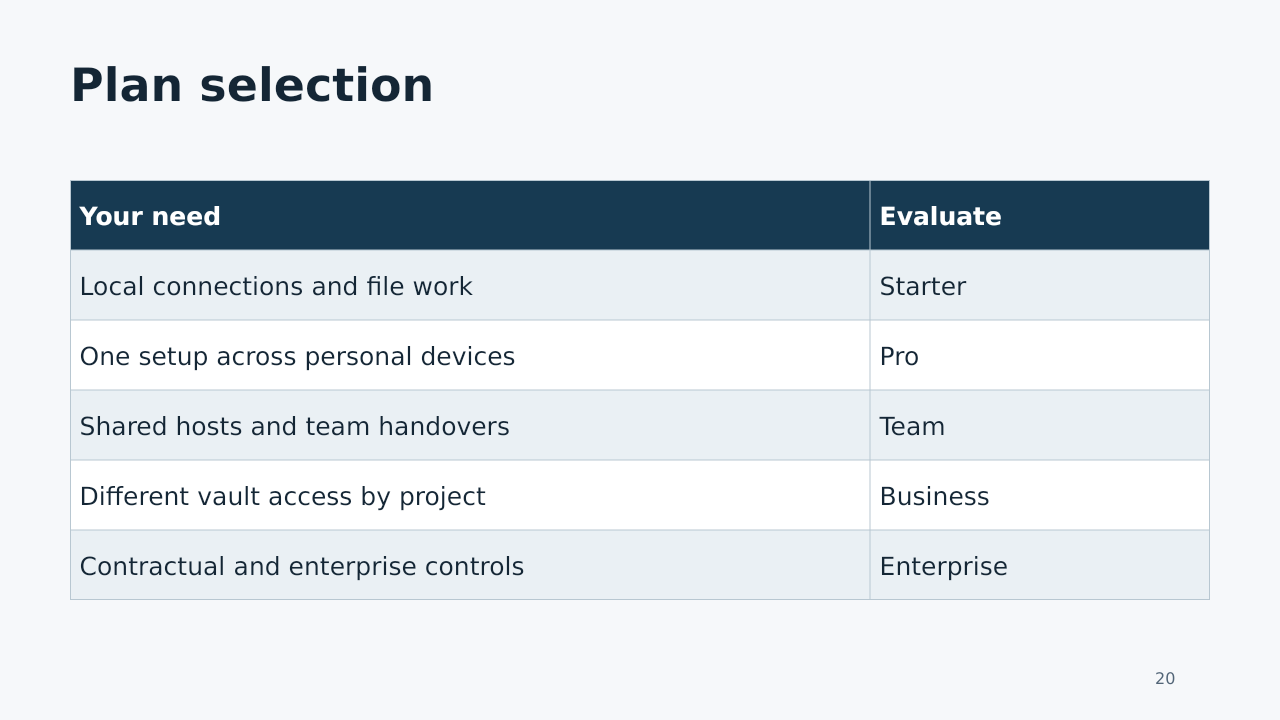 Plan selection
Your need Evaluate
Local connections and file work Starter
One setup across personal devices Pro
Shared hosts and team handovers Team
Different vault access by project Business
Contractual and enterprise controls Enterprise
20